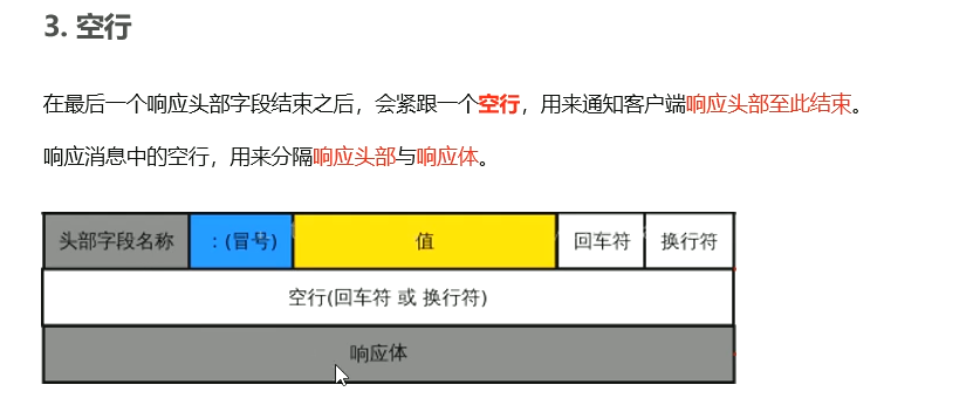 3. 空行
在最后一个响应头部字段结束之后，会紧跟一个空行，用来通知客户端响应头部至此结束。
响应消息中的空行，用来分隔响应头部与响应体。
头部字段名称 ：(冒号) 值 回车符 换行符
空行(回车符 或 换行符)
响应体